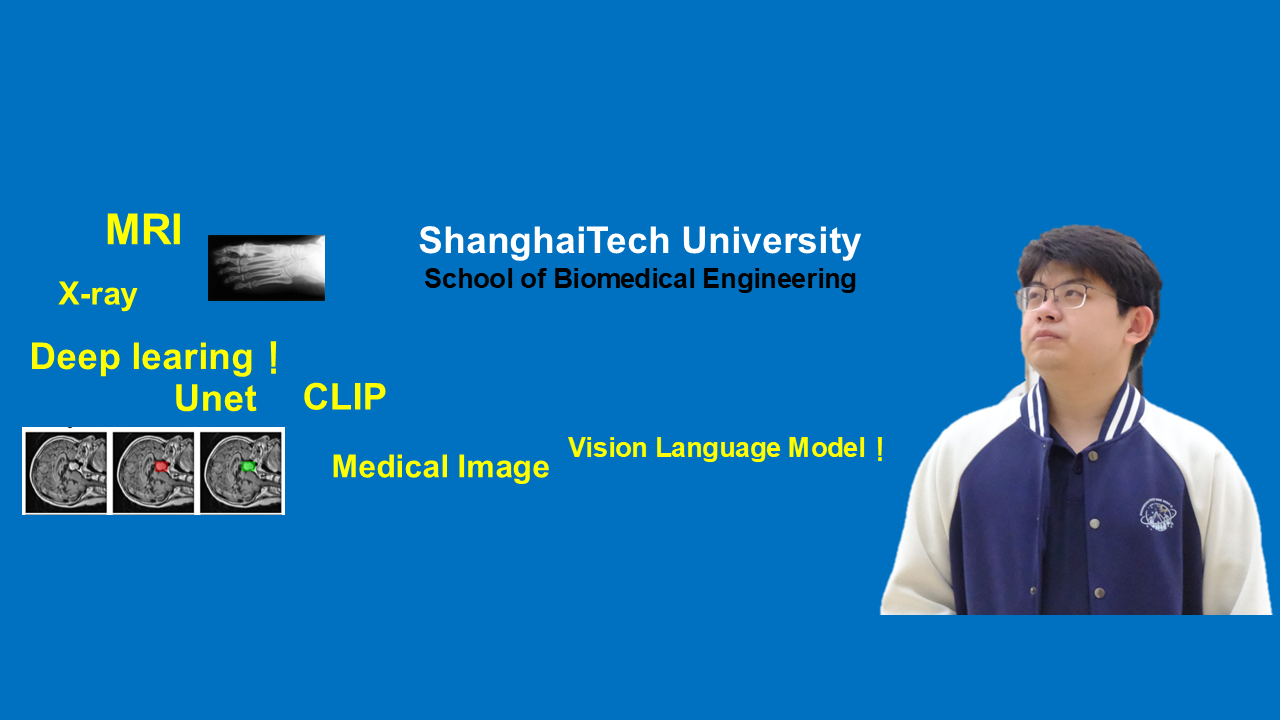 MRI
ShanghaiTech University
School of Biomedical Engineering
X-ray
Deep learing！
Unet
CLIP
Vision Language Model！
Medical Image